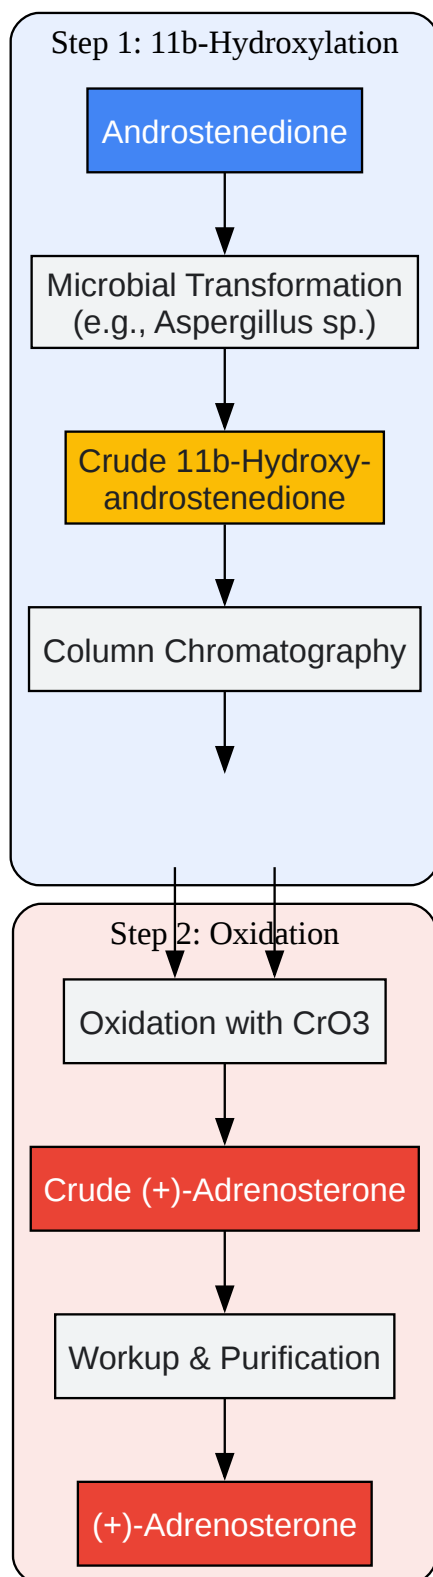 Step 1: 11b-Hydroxylation
Androstenedione
Microbial Transformation
(e.g., Aspergillus sp.)
Crude 11b-Hydroxy-
androstenedione
Column Chromatography
Step 2: Oxidation
Oxidation with CrO3
Crude (+)-Adrenosterone
Workup & Purification
(+)-Adrenosterone